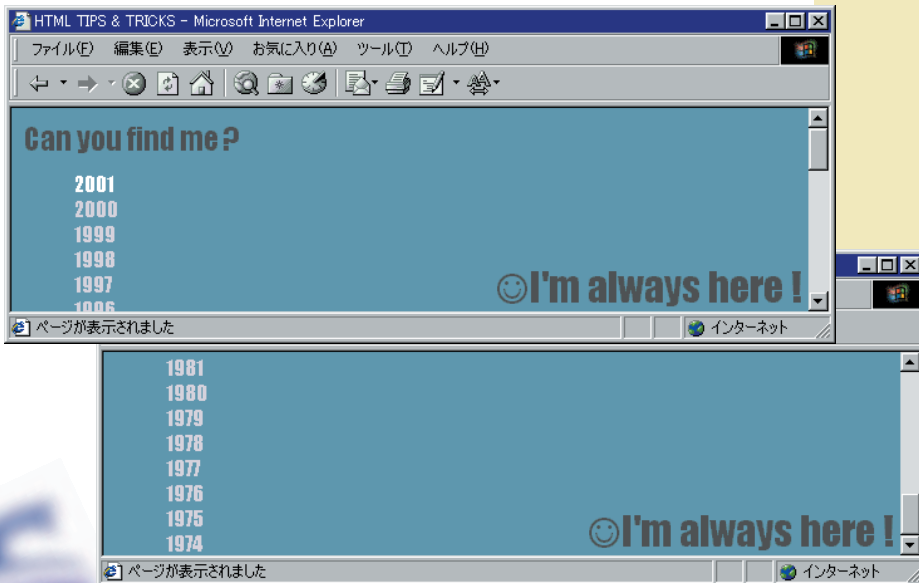 HTML TIPS & TRICKS - Microsoft Internet Explorer
ファイル(F) 編集(E) 表示(V) お気に入り(A) ツール(T) ヘルプ(H)
Can you find me ?
2001
2000
1999
1998
1997
1996
☺I'm always here !
ページが表示されました インターネット
1981
1980
1979
1978
1977
1976
1975
1974
☺I'm always here !
ページが表示されました インターネット